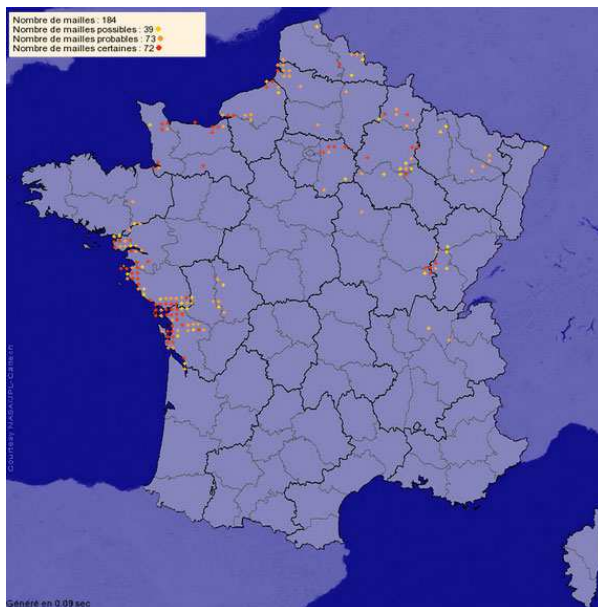 Nombre de mailles : 184
Nombre de mailles possibles : 39
Nombre de mailles probables : 73
Nombre de mailles certaines : 72
Courtesy NASA/JPL-Caltech
Généré en 0.09 sec